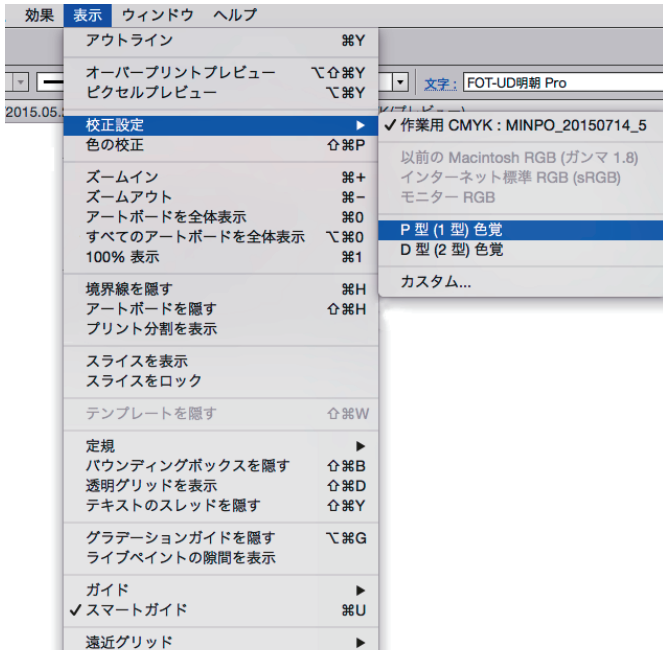 効果 表示 ウィンドウ ヘルプ
文字: FOT-UD明朝 Pro
2015.05.
アウトライン ⌘Y
オーバープリントプレビュー ⌥⇧⌘Y
ピクセルプレビュー ⌥⌘Y
校正設定 ▶
色の校正 ⇧⌘P
ズームイン ⌘+
ズームアウト ⌘−
アートボードを全体表示 ⌘0
すべてのアートボードを全体表示 ⌥⌘0
100% 表示 ⌘1
境界線を隠す ⌘H
アートボードを隠す ⇧⌘H
プリント分割を表示
スライスを表示
スライスをロック
テンプレートを隠す ⇧⌘W
定規 ▶
バウンディングボックスを隠す ⇧⌘B
透明グリッドを表示 ⇧⌘D
テキストのスレッドを隠す ⇧⌘Y
グラデーションガイドを隠す ⌥⌘G
ライブペイントの隙間を表示
ガイド ▶
✓スマートガイド ⌘U
遠近グリッド ▶
✓作業用 CMYK : MINPO_20150714_5
以前の Macintosh RGB (ガンマ 1.8)
インターネット標準 RGB (sRGB)
モニター RGB
P 型 (1 型) 色覚
D 型 (2 型) 色覚
カスタム...